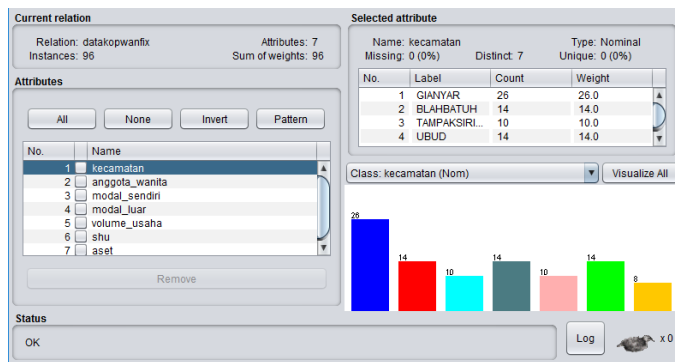 Current relation
Relation: datakopwanfix
Attributes: 7
Instances: 96
Sum of weights: 96
Attributes
All
None
Invert
Pattern
No. Name
1 kecamatan
2 anggota_wanita
3 modal_sendiri
4 modal_luar
5 volume_usaha
6 shu
7 aset
Remove
Selected attribute
Name: kecamatan
Type: Nominal
Missing: 0 (0%)
Distinct: 7
Unique: 0 (0%)
No. Label Count Weight
1 GIANYAR 26 26.0
2 BLAHBATUH 14 14.0
3 TAMPAKSIRI... 10 10.0
4 UBUD 14 14.0
Class: kecamatan (Nom)
Visualize All
26
14
10
14
10
14
8
Status
OK
Log
x 0